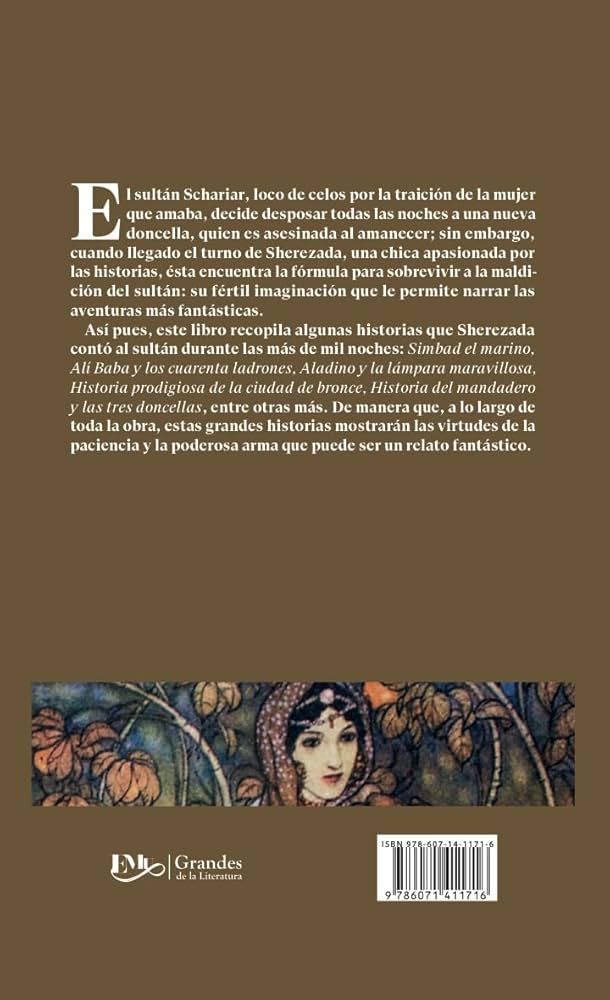 El sultán Schariar, loco de celos por la traición de la mujer
que amaba, decide desposar todas las noches a una nueva
doncella, quien es asesinada al amanecer; sin embargo,
cuando llegado el turno de Sherezada, una chica apasionada por
las historias, ésta encuentra la fórmula para sobrevivir a la maldi-
ción del sultán: su fértil imaginación que le permite narrar las
aventuras más fantásticas.
Así pues, este libro recopila algunas historias que Sherezada
contó al sultán durante las más de mil noches: Simbad el marino,
Alí Baba y los cuarenta ladrones, Aladino y la lámpara maravillosa,
Historia prodigiosa de la ciudad de bronce, Historia del mandadero
y las tres doncellas, entre otras más. De manera que, a lo largo de
toda la obra, estas grandes historias mostrarán las virtudes de la
paciencia y la poderosa arma que puede ser un relato fantástico.
EMU
Grandes
de la Literatura
ISBN 978-607-14-1171-6
9 786071 411716